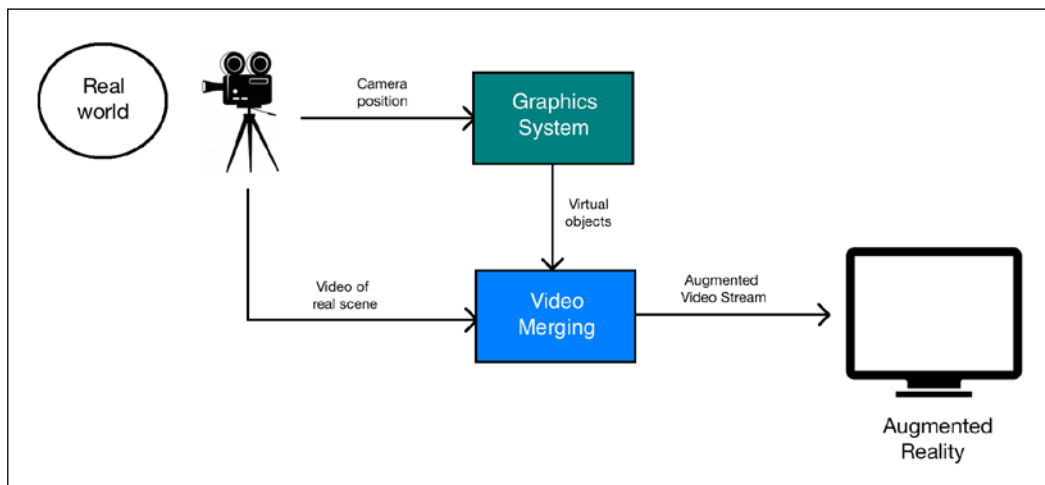 Real
world
Camera
position
Graphics
System
Virtual
objects
Video of
real scene
Video
Merging
Augmented
Video Stream
Augmented
Reality